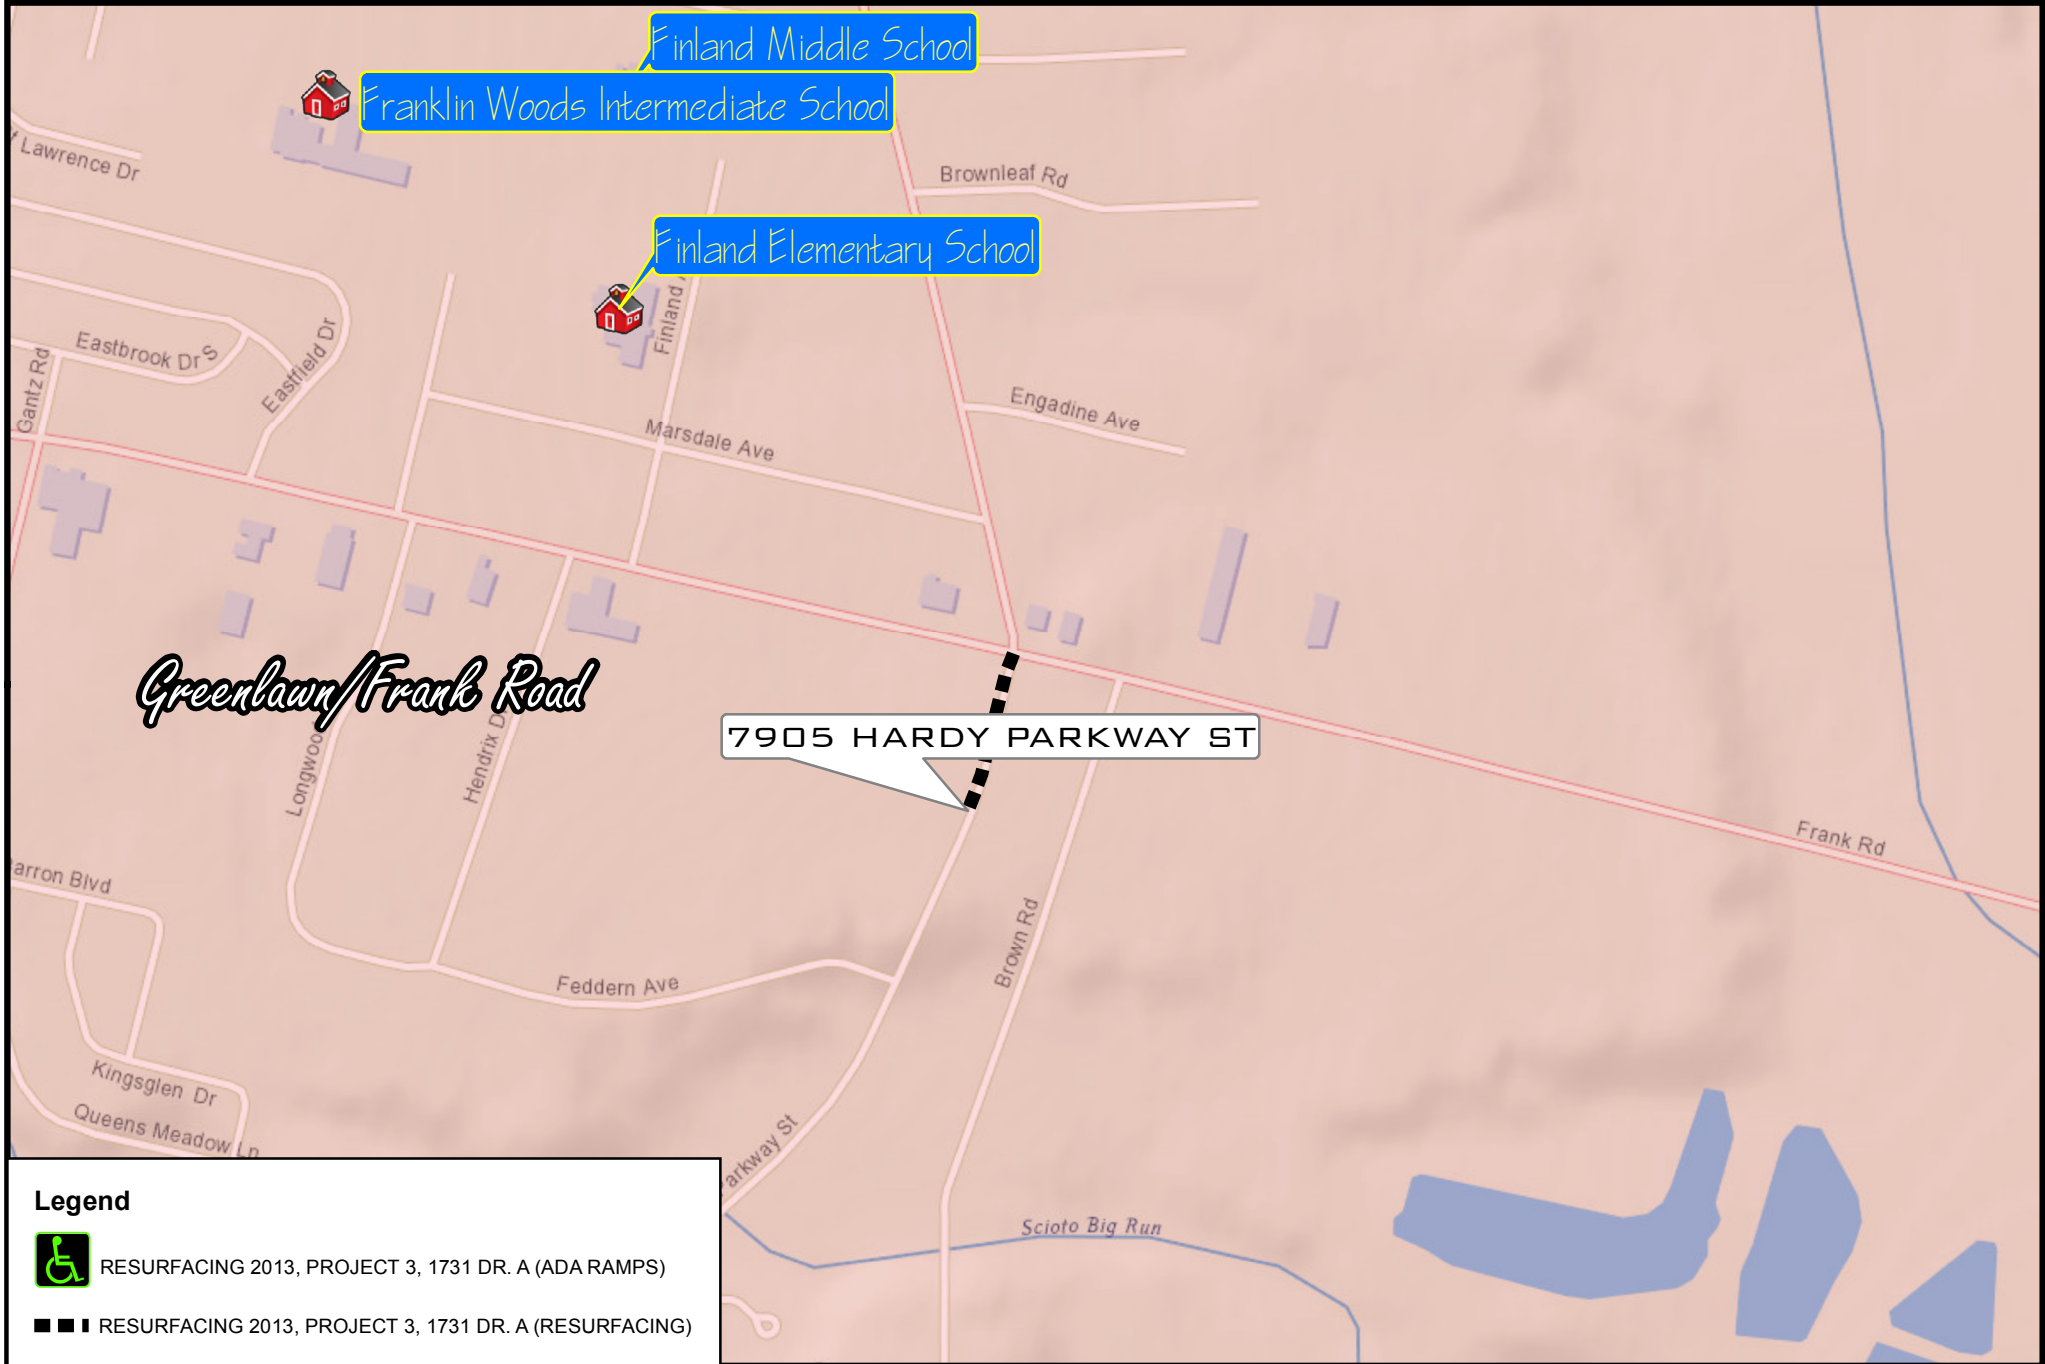 Finland Middle School
Franklin Woods Intermediate School
Lawrence Dr
Brownleaf Rd
Finland Elementary School
Finland
Eastbrook Dr S
Eastfield Dr
Gantz Rd
Engadine Ave
Marsdale Ave
Greenlawn/Frank Road
Longwood
Hendrix D
7905 HARDY PARKWAY ST
Frank Rd
arron Blvd
Brown Rd
Feddern Ave
Kingsglen Dr
Queens Meadow Ln
Parkway St
Scioto Big Run
Legend
RESURFACING 2013, PROJECT 3, 1731 DR. A (ADA RAMPS)
RESURFACING 2013, PROJECT 3, 1731 DR. A (RESURFACING)